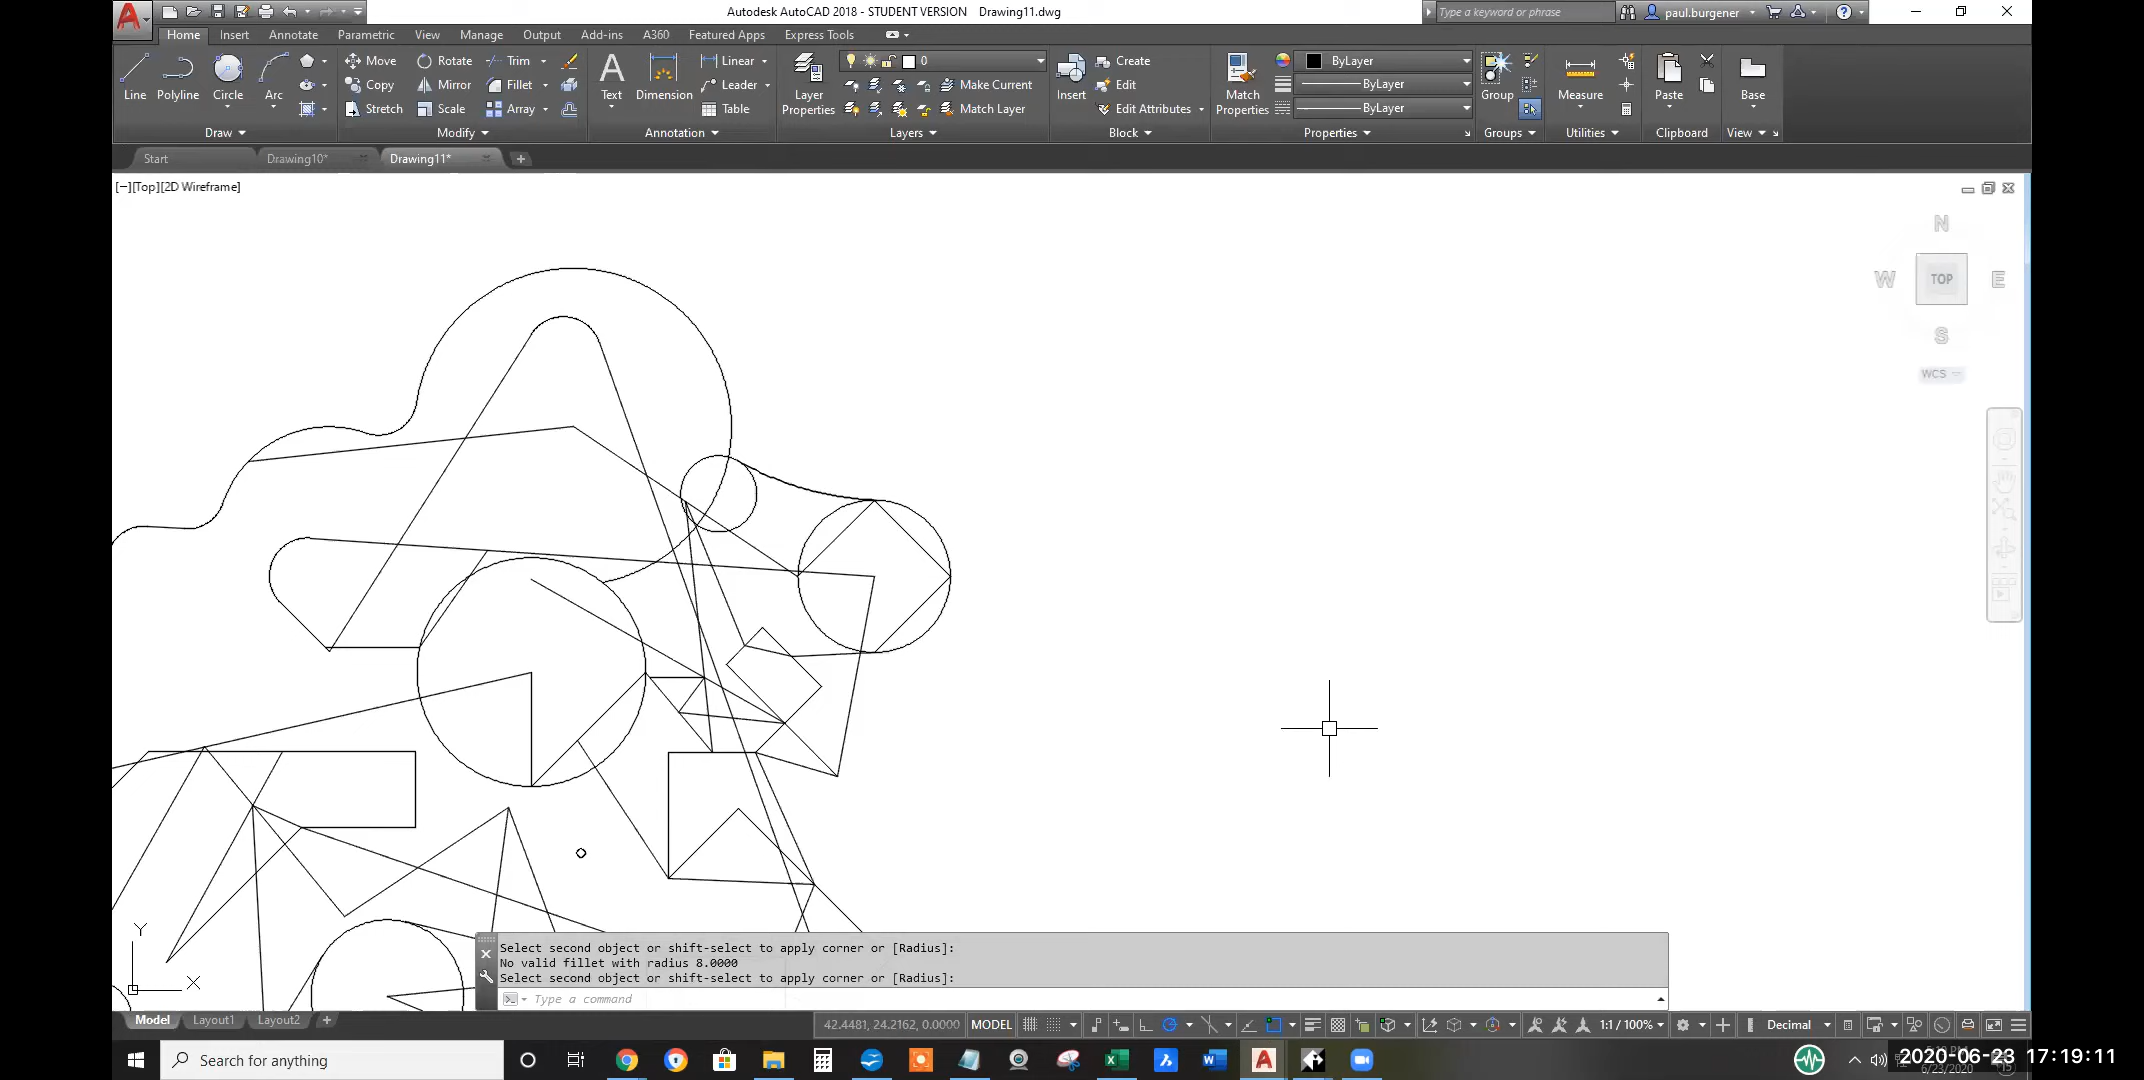 Autodesk AutoCAD 2018 - STUDENT VERSION Drawing11.dwg
Type a keyword or phrase
paul.burgener
Home Insert Annotate Parametric View Manage Output Add-ins A360 Featured Apps Express Tools
Line Polyline Circle Arc
Move Rotate Trim
Copy Mirror Fillet
Stretch Scale Array
Text Dimension
Linear
Leader
Table
Layer Properties
0
Make Current
Match Layer
Insert
Create
Edit
Edit Attributes
Match Properties
ByLayer
ByLayer
ByLayer
Group
Measure
Paste
Base
Draw Modify Annotation Layers Block Properties Groups Utilities Clipboard View
Start Drawing10* Drawing11*
[−][Top][2D Wireframe]
N
W TOP E
S
WCS
Y
X
Select second object or shift-select to apply corner or [Radius]:
No valid fillet with radius 8.0000
Select second object or shift-select to apply corner or [Radius]:
Type a command
Model Layout1 Layout2 +
42.4481, 24.2162, 0.0000 MODEL 1:1 / 100% Decimal
Search for anything
2020-06-23 17:19:11
6/23/2020